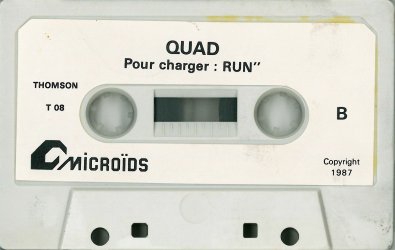 QUAD
Pour charger : RUN"
THOMSON
T 08
B
MICROÏDS
Copyright
1987